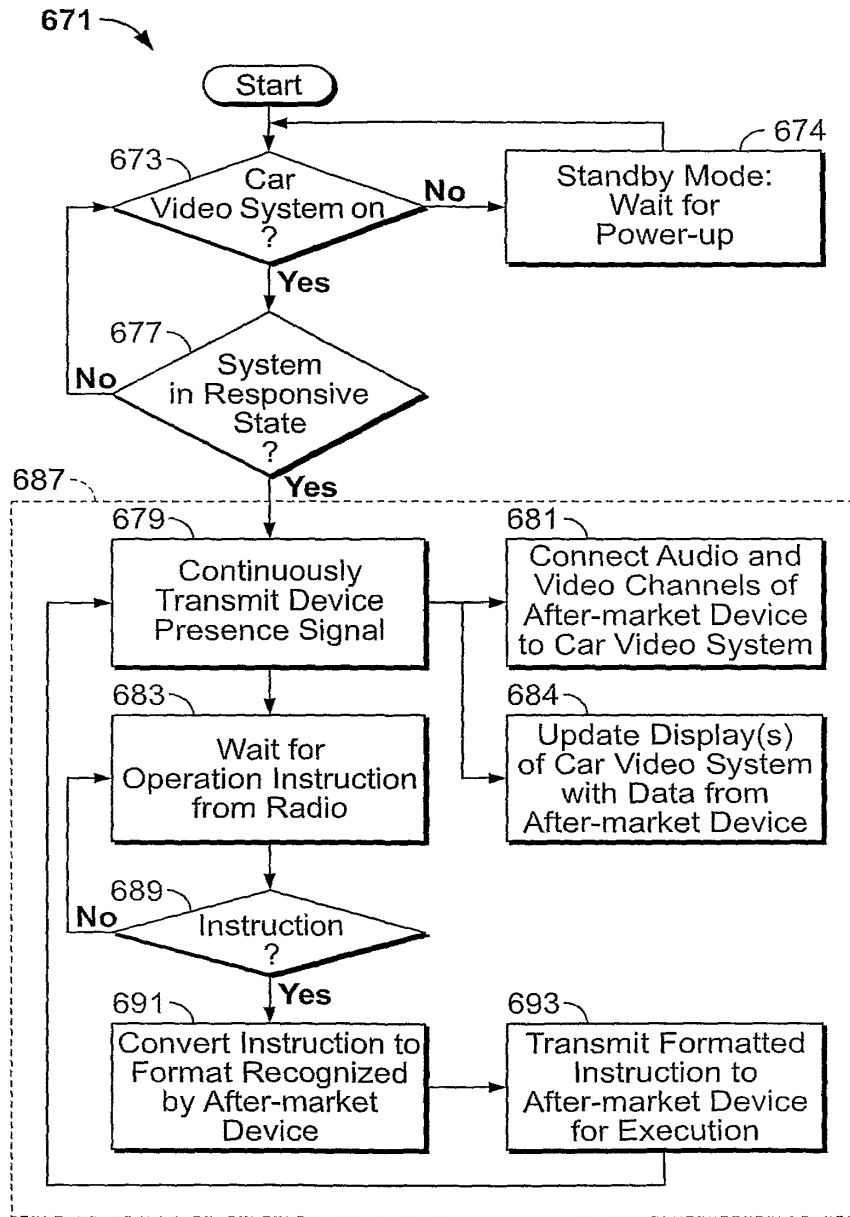 671
Start
673
Car
Video System on
?
No
674
Standby Mode:
Wait for
Power-up
Yes
677
System
in Responsive
State
?
No
Yes
687
679
Continuously
Transmit Device
Presence Signal
681
Connect Audio and
Video Channels of
After-market Device
to Car Video System
683
Wait for
Operation Instruction
from Radio
684
Update Display(s)
of Car Video System
with Data from
After-market Device
689
Instruction
?
No
Yes
691
Convert Instruction to
Format Recognized
by After-market
Device
693
Transmit Formatted
Instruction to
After-market Device
for Execution